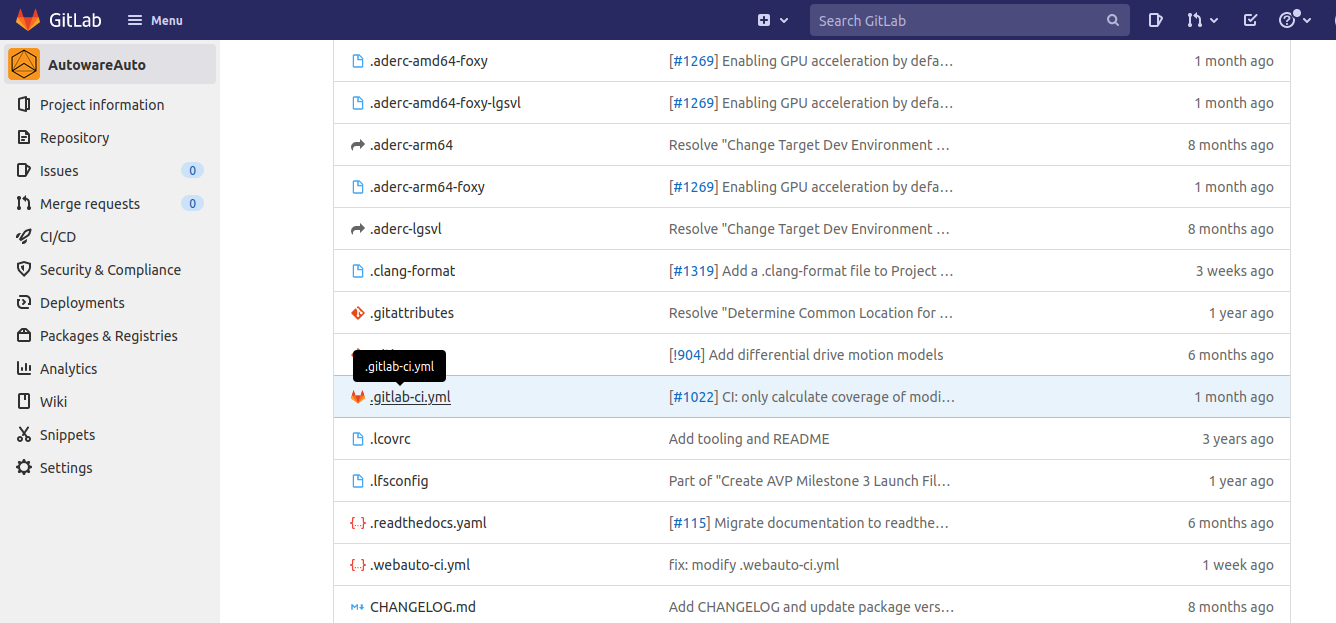 GitLab Menu Search GitLab
AutowareAuto
Project information
Repository
Issues 0
Merge requests 0
CI/CD
Security & Compliance
Deployments
Packages & Registries
Analytics
Wiki
Snippets
Settings
.aderc-amd64-foxy [#1269] Enabling GPU acceleration by defa… 1 month ago
.aderc-amd64-foxy-lgsvl [#1269] Enabling GPU acceleration by defa… 1 month ago
.aderc-arm64 Resolve "Change Target Dev Environment … 8 months ago
.aderc-arm64-foxy [#1269] Enabling GPU acceleration by defa… 1 month ago
.aderc-lgsvl Resolve "Change Target Dev Environment … 8 months ago
.clang-format [#1319] Add a .clang-format file to Project … 3 weeks ago
.gitattributes Resolve "Determine Common Location for … 1 year ago
[!904] Add differential drive motion models 6 months ago
.gitlab-ci.yml
.gitlab-ci.yml [#1022] CI: only calculate coverage of modi… 1 month ago
.lcovrc Add tooling and README 3 years ago
.lfsconfig Part of "Create AVP Milestone 3 Launch Fil… 1 year ago
{..} .readthedocs.yaml [#115] Migrate documentation to readthe… 6 months ago
{..} .webauto-ci.yml fix: modify .webauto-ci.yml 1 week ago
M↓ CHANGELOG.md Add CHANGELOG and update package vers… 8 months ago